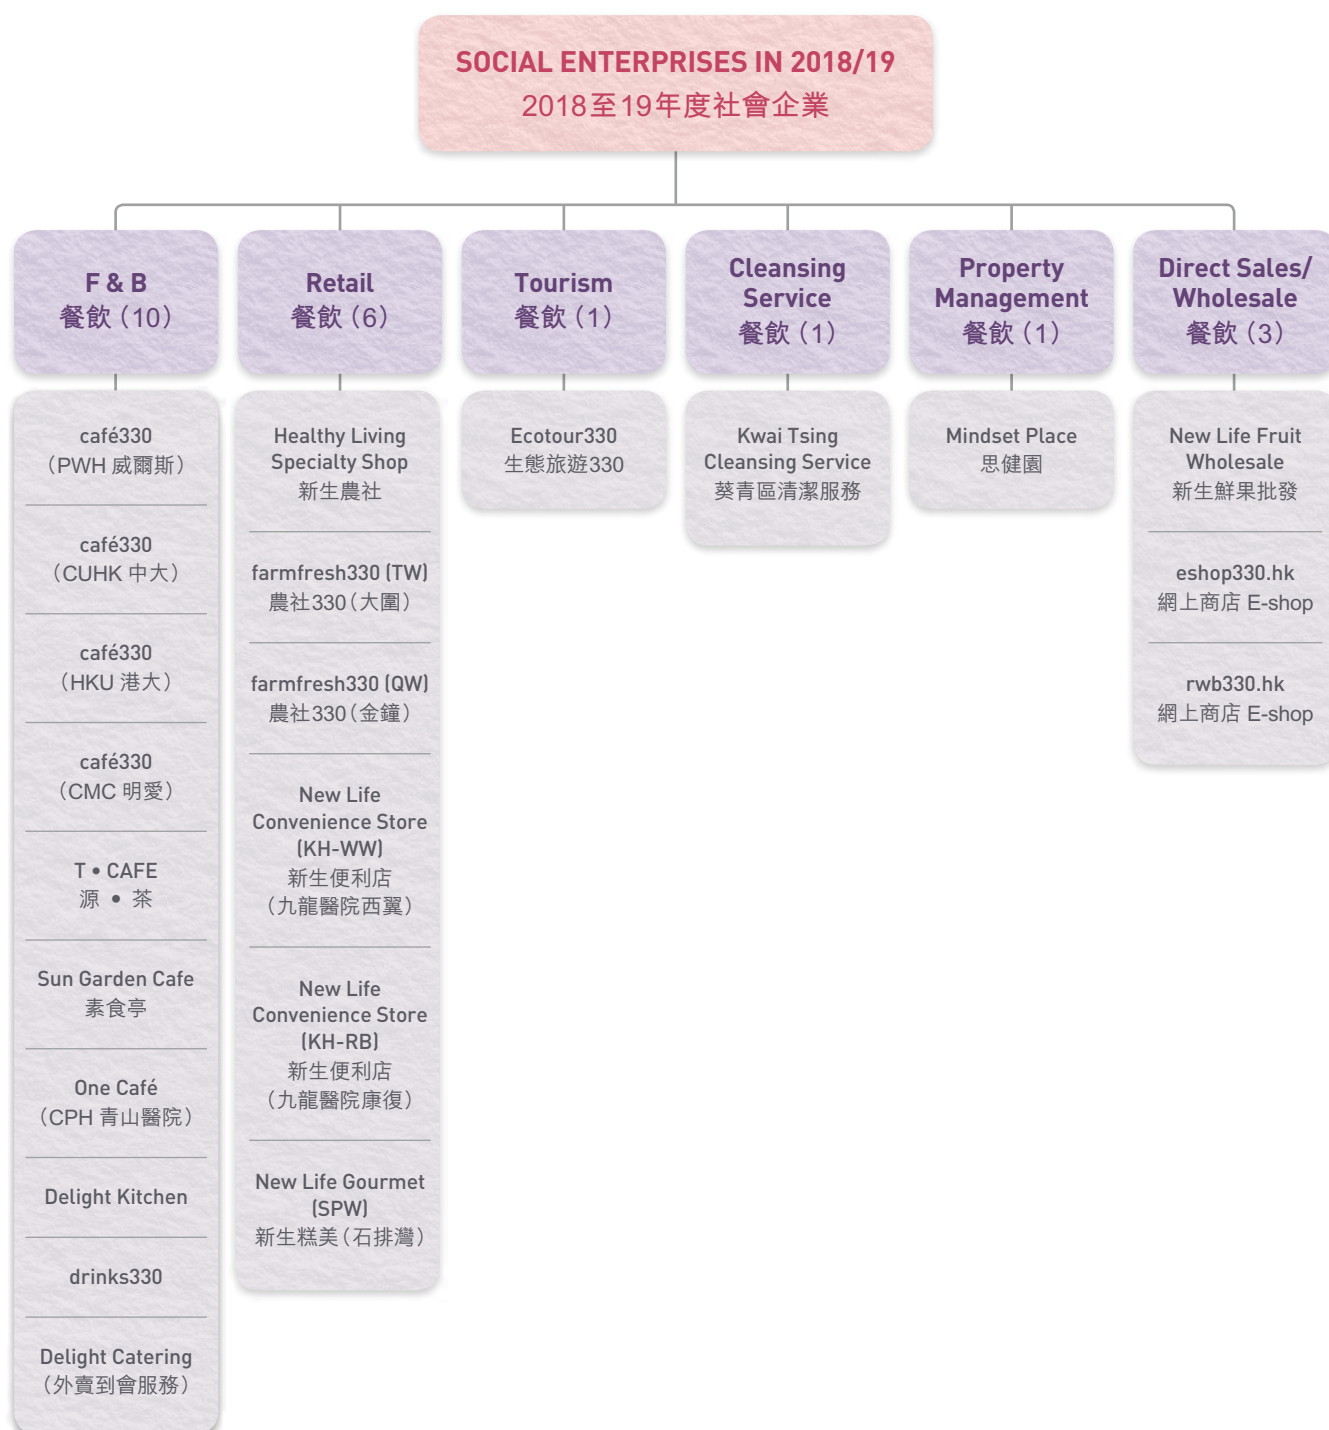 SOCIAL ENTERPRISES IN 2018/19
2018至19年度社會企業
F & B
餐飲（10）
café330
（PWH 威爾斯）
café330
（CUHK 中大）
café330
（HKU 港大）
café330
（CMC 明愛）
T • CAFE
源 • 茶
Sun Garden Cafe
素食亭
One Café
（CPH 青山醫院）
Delight Kitchen
drinks330
Delight Catering
（外賣到會服務）
Retail
餐飲（6）
Healthy Living
Specialty Shop
新生農社
farmfresh330 (TW)
農社330（大圍）
farmfresh330 (QW)
農社330（金鐘）
New Life
Convenience Store
(KH-WW)
新生便利店
（九龍醫院西翼）
New Life
Convenience Store
(KH-RB)
新生便利店
（九龍醫院康復）
New Life Gourmet
(SPW)
新生糕美（石排灣）
Tourism
餐飲（1）
Ecotour330
生態旅遊330
Cleansing
Service
餐飲（1）
Kwai Tsing
Cleansing Service
葵青區清潔服務
Property
Management
餐飲（1）
Mindset Place
思健園
Direct Sales/
Wholesale
餐飲（3）
New Life Fruit
Wholesale
新生鮮果批發
eshop330.hk
網上商店 E-shop
rwb330.hk
網上商店 E-shop